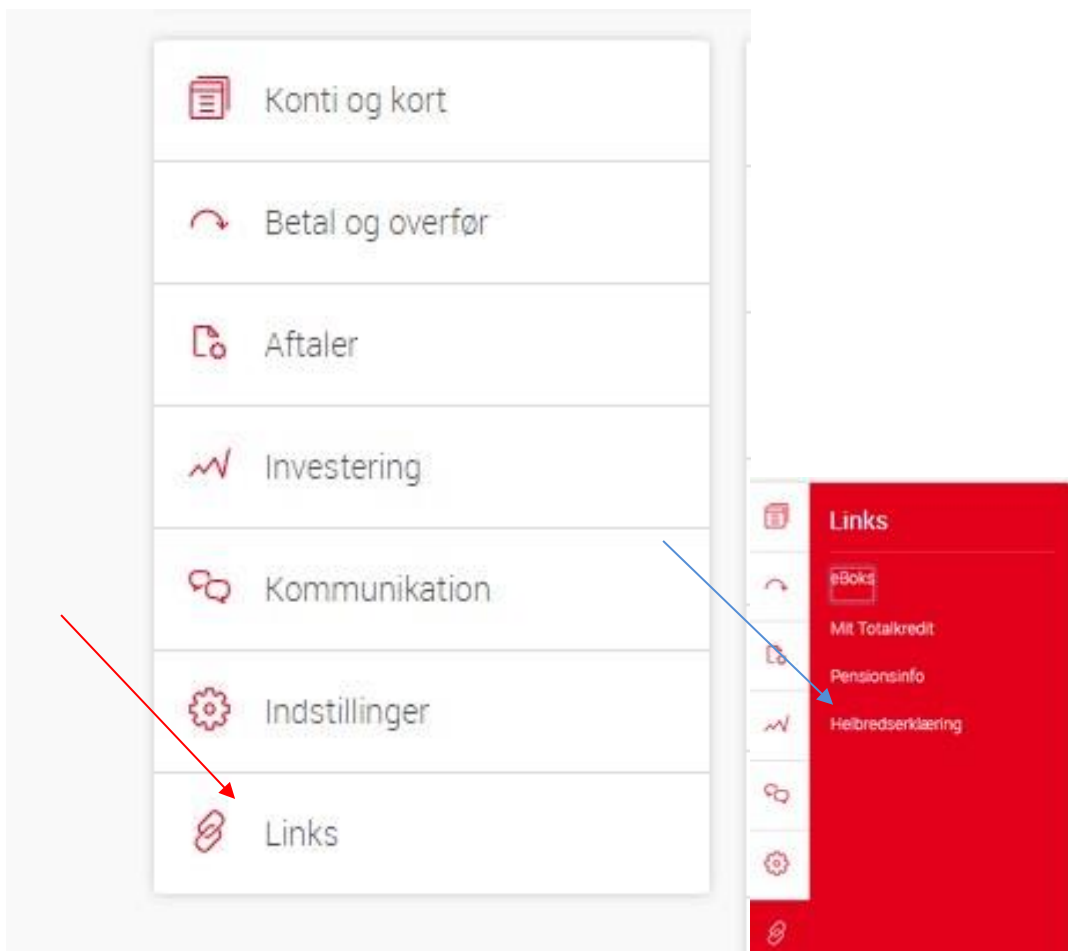 Konti og kort
Betal og overfør
Aftaler
Investering
Kommunikation
Indstillinger
Links
Links
eBoks
Mit Totalkredit
Pensionsinfo
Helbredserklæring